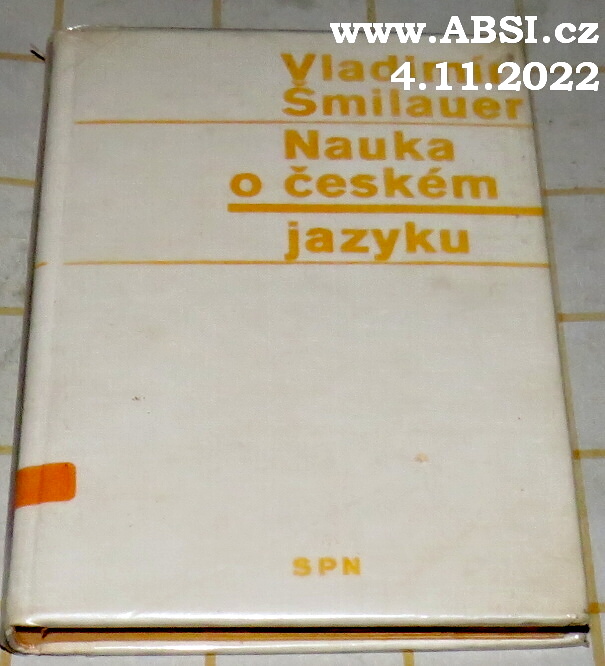 www.ABSI.cz
4.11.2022
Vladimír
Šmilauer
Nauka
o českém
jazyku
SPN